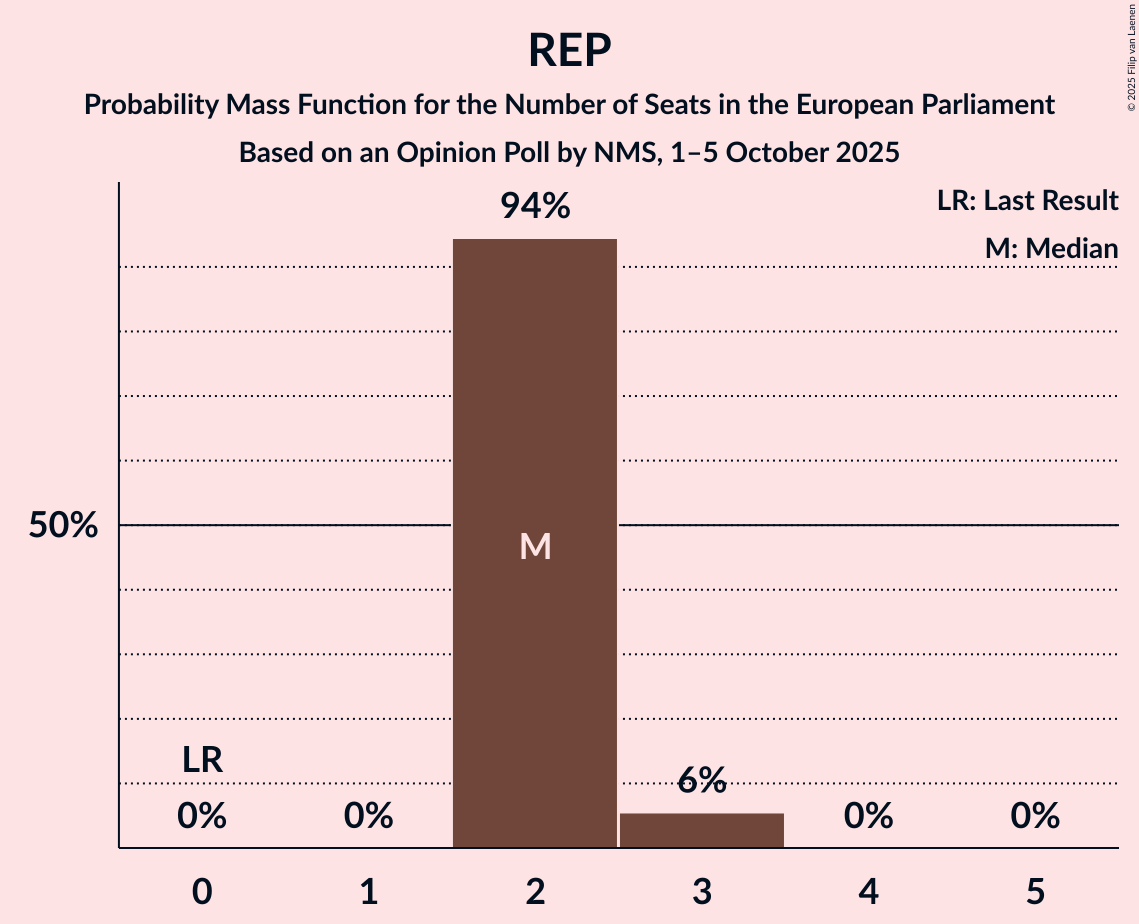 REP
Probability Mass Function for the Number of Seats in the European Parliament
Based on an Opinion Poll by NMS, 1–5 October 2025
© 2025 Filip van Laenen
LR: Last Result
M: Median
94%
50%
M
LR
6%
0%
0%
0%
0%
0
1
2
3
4
5